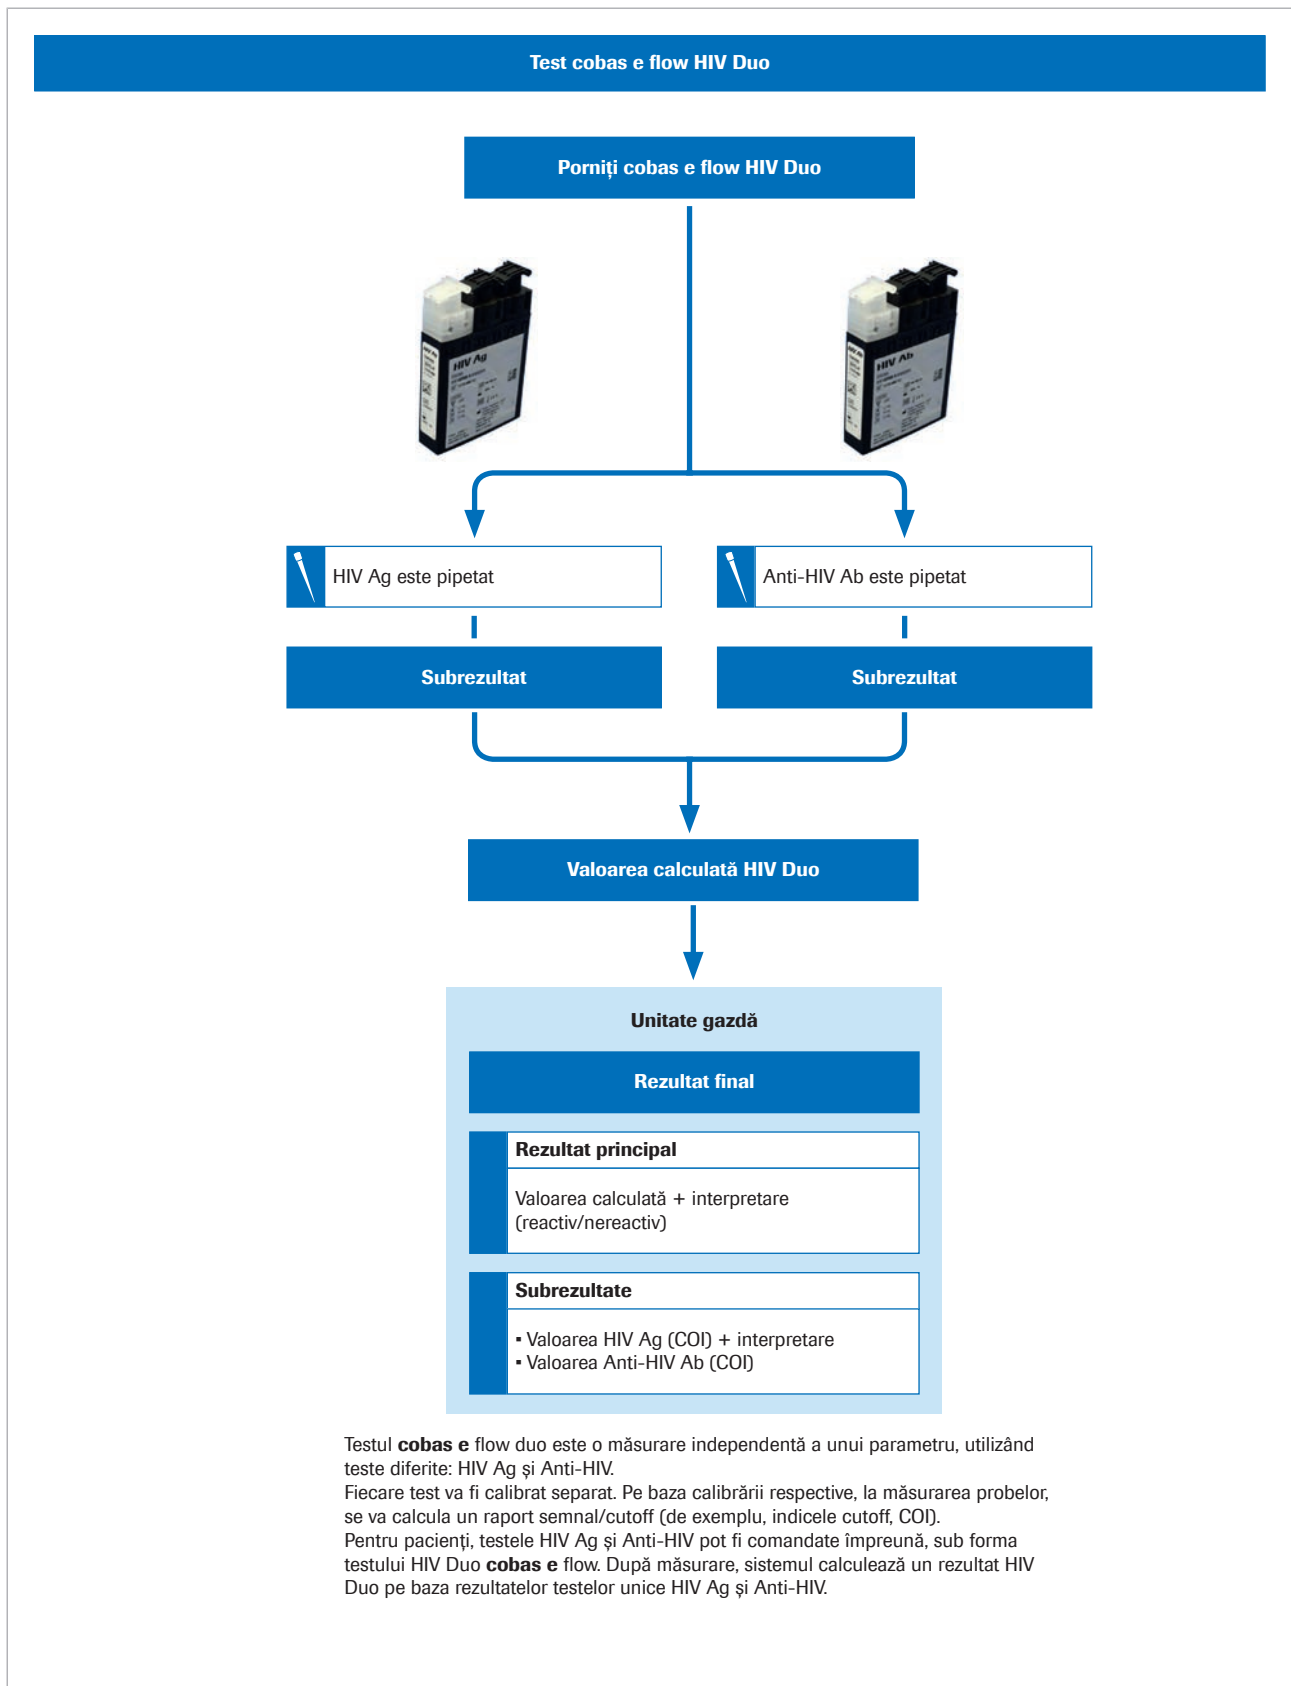 Test cobas e flow HIV Duo
Porniți cobas e flow HIV Duo
HIV Ag
HIV Ab
HIV Ag este pipetat
Anti-HIV Ab este pipetat
Subrezultat
Subrezultat
Valoarea calculată HIV Duo
Unitate gazdă
Rezultat final
Rezultat principal
Valoarea calculată + interpretare
(reactiv/nereactiv)
Subrezultate
▪ Valoarea HIV Ag (COI) + interpretare
▪ Valoarea Anti-HIV Ab (COI)
Testul cobas e flow duo este o măsurare independentă a unui parametru, utilizând
teste diferite: HIV Ag și Anti-HIV.
Fiecare test va fi calibrat separat. Pe baza calibrării respective, la măsurarea probelor,
se va calcula un raport semnal/cutoff (de exemplu, indicele cutoff, COI).
Pentru pacienți, testele HIV Ag și Anti-HIV pot fi comandate împreună, sub forma
testului HIV Duo cobas e flow. După măsurare, sistemul calculează un rezultat HIV
Duo pe baza rezultatelor testelor unice HIV Ag și Anti-HIV.